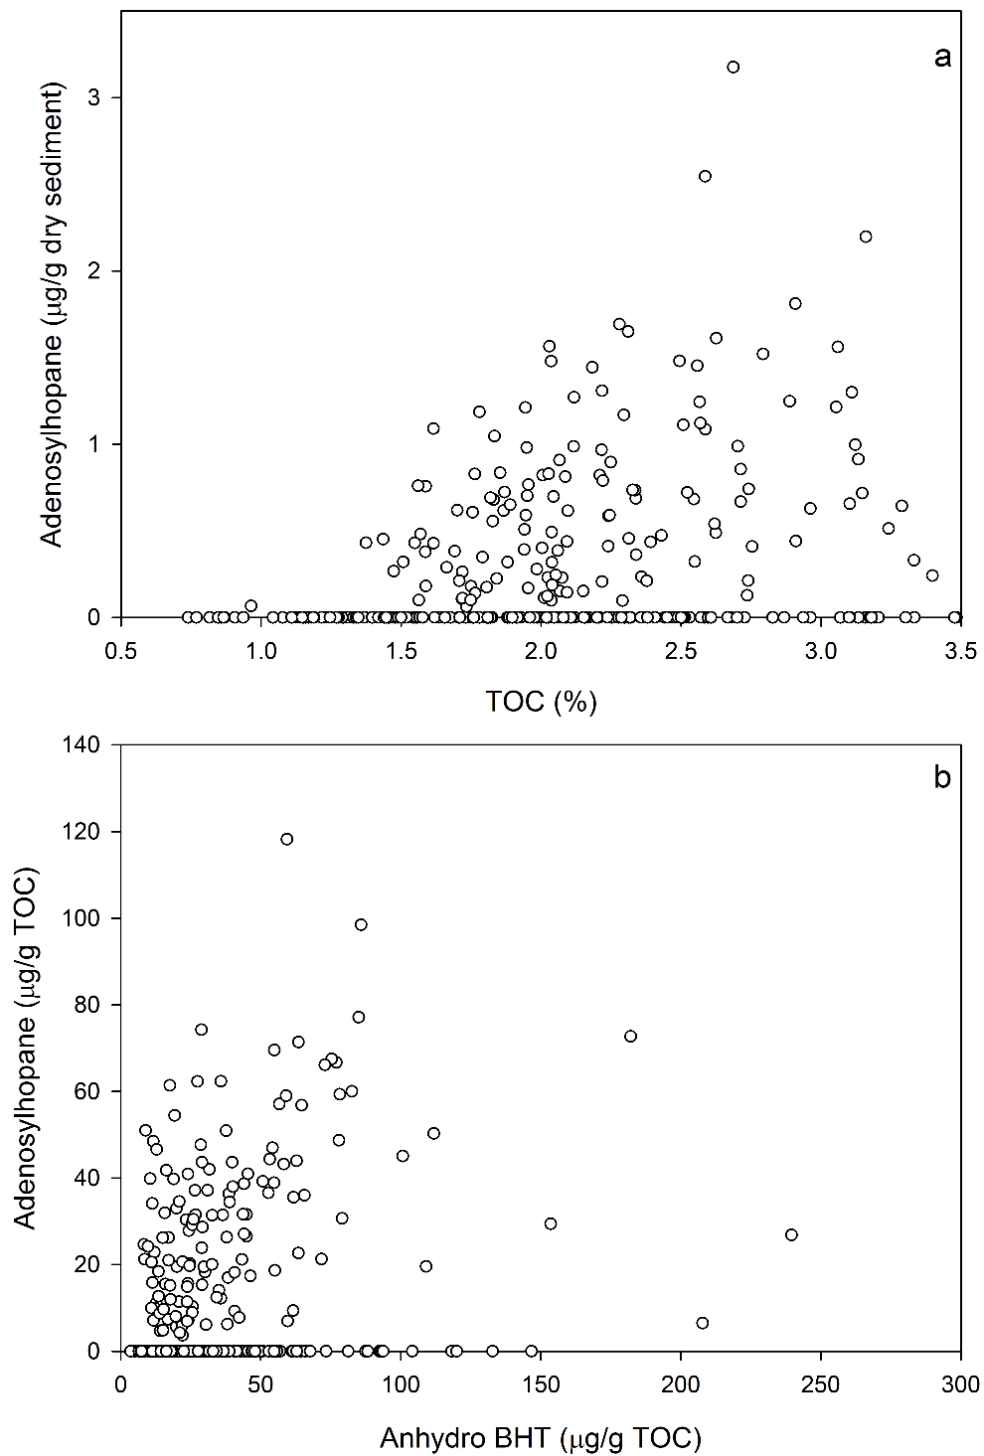 a
3
2
1
0
Adenosylhopane (μg/g dry sediment)
0.5 1.0 1.5 2.0 2.5 3.0 3.5
TOC (%)
b
140
120
100
80
60
40
20
0
Adenosylhopane (μg/g TOC)
0 50 100 150 200 250 300
Anhydro BHT (μg/g TOC)